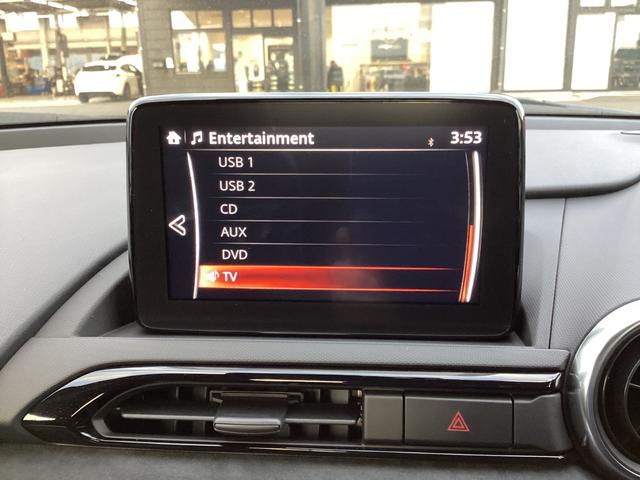 Entertainment 3:53
USB 1
USB 2
CD
AUX
DVD
TV